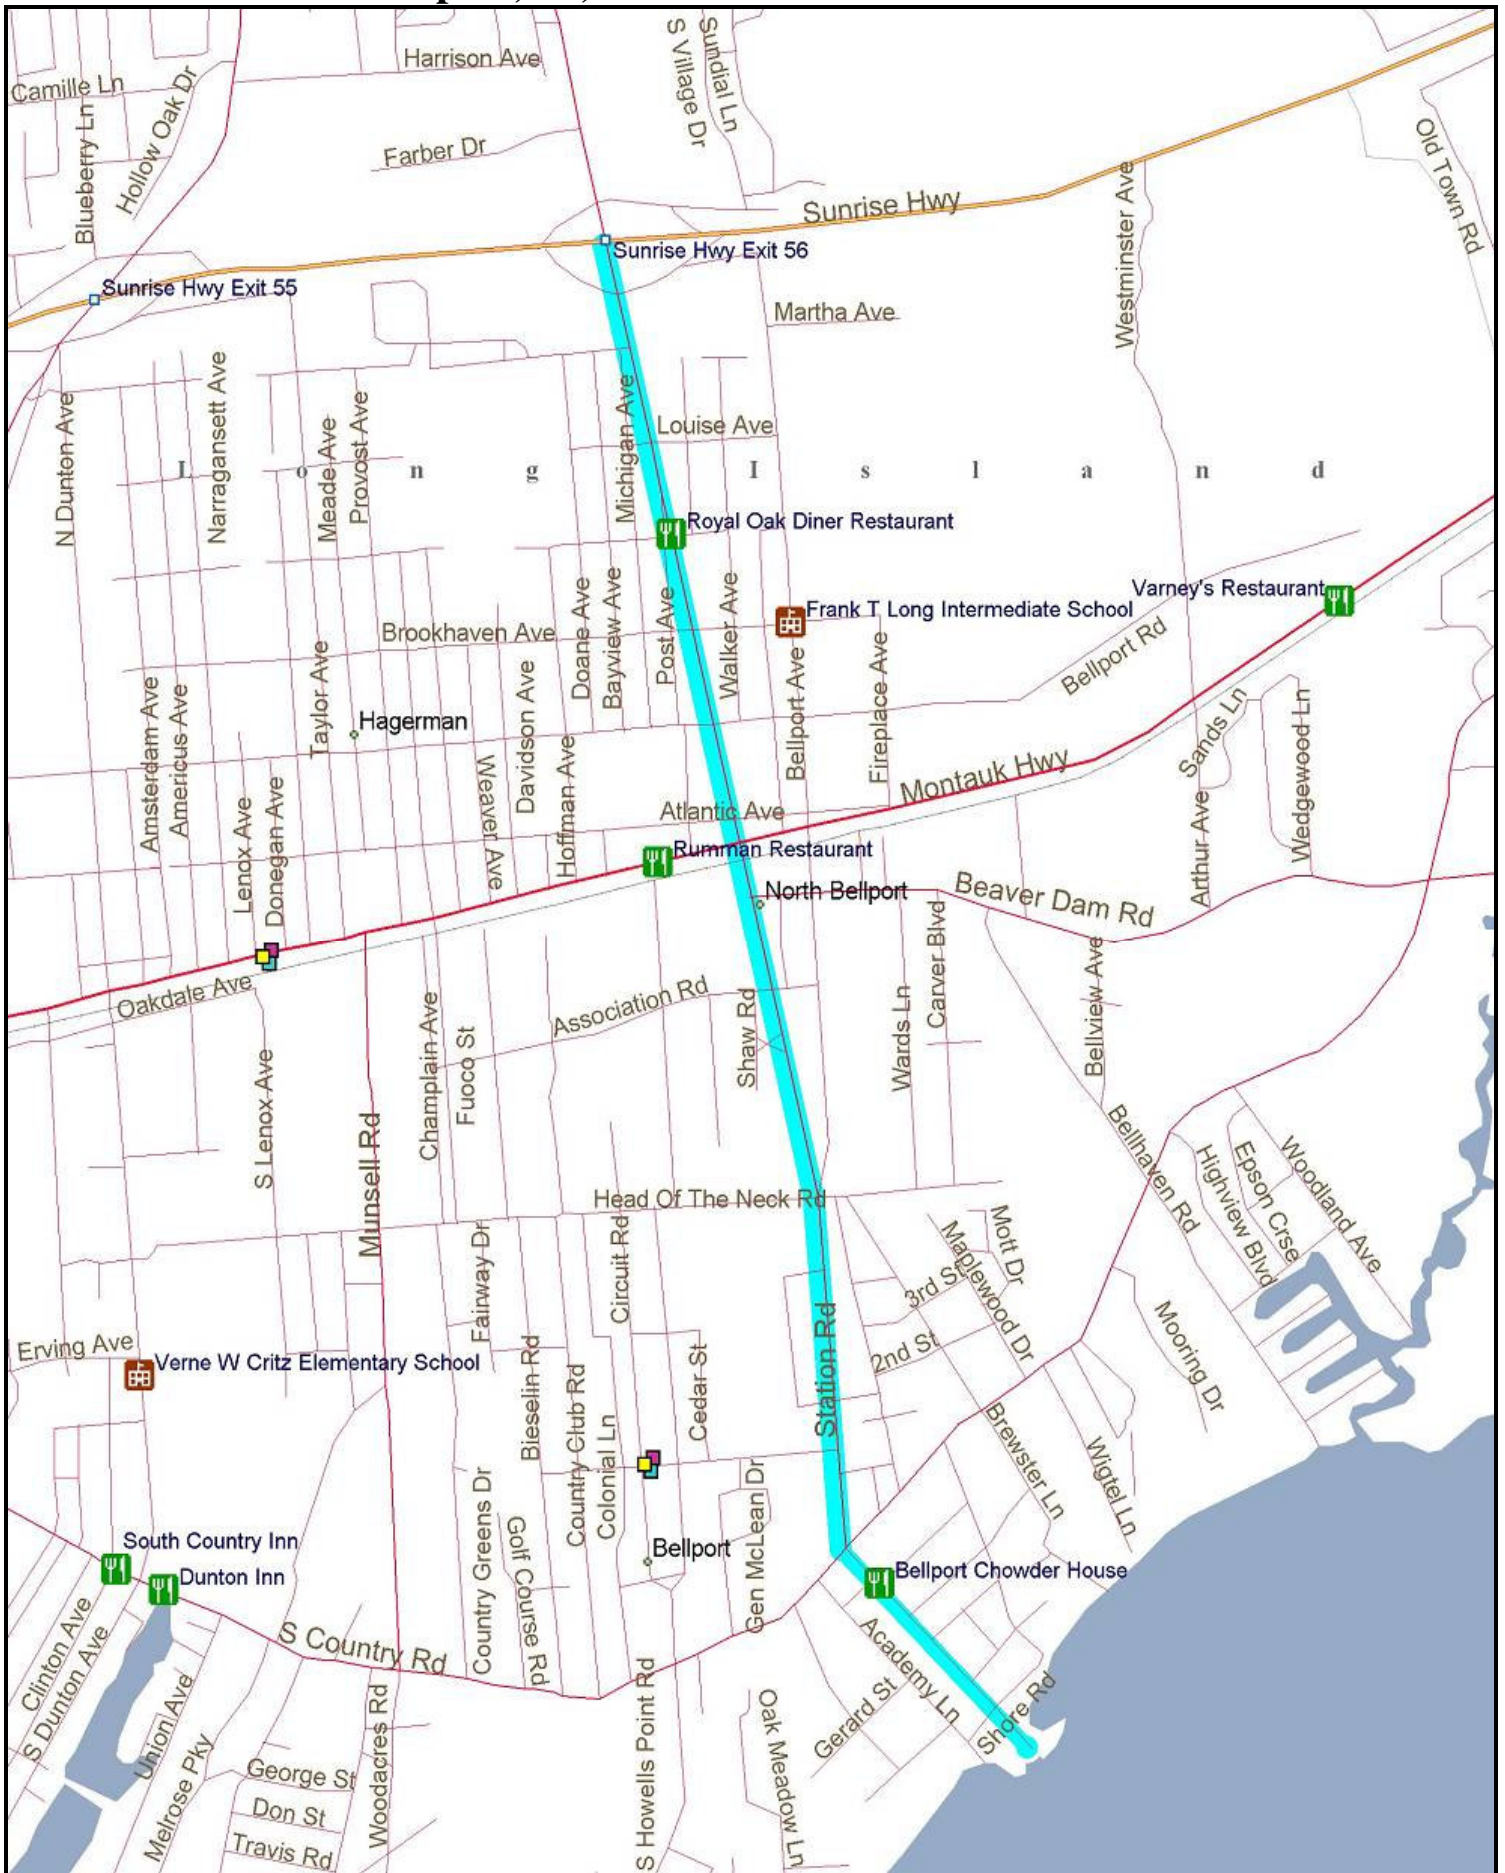 Harrison Ave
S Village Dr
Sundial Ln
Camille Ln
Hollow Oak Dr
Blueberry Ln
Farber Dr
Old Town Rd
Sunrise Hwy
Westminster Ave
Sunrise Hwy Exit 56
Sunrise Hwy Exit 55
Martha Ave
N Dunton Ave
Narragansett Ave
Meade Ave
Provost Ave
Michigan Ave
Louise Ave
L o n g I s l a n d
Royal Oak Diner Restaurant
Varney's Restaurant
Doane Ave
Bayview Ave
Post Ave
Walker Ave
Frank T Long Intermediate School
Brookhaven Ave
Bellport Rd
Taylor Ave
Hagerman
Davidson Ave
Bellport Ave
Fireplace Ave
Sands Ln
Wedgewood Ln
Amsterdam Ave
Americus Ave
Weaver Ave
Hoffman Ave
Montauk Hwy
Lenox Ave
Donegan Ave
Atlantic Ave
Rumman Restaurant
Arthur Ave
North Bellport
Beaver Dam Rd
Carver Blvd
Bellview Ave
Oakdale Ave
Association Rd
Shaw Rd
Wards Ln
Champlain Ave
Fuoco St
S Lenox Ave
Munsell Rd
Bellhaven Rd
Highview Blvd
Epson Crse
Woodland Ave
Head Of The Neck Rd
Circuit Rd
Fairway Dr
Mott Dr
Maplewood Dr
3rd St
2nd St
Mooring Dr
Station Rd
Erving Ave
Verne W Critz Elementary School
Bieselin Rd
Country Club Rd
Colonial Ln
Cedar St
Brewster Ln
Wigtel Ln
Country Greens Dr
Golf Course Rd
Gen McLean Dr
Bellport
South Country Inn
Dunton Inn
Bellport Chowder House
Clinton Ave
S Dunton Ave
S Country Rd
Academy Ln
Gerard St
Shore Rd
Union Ave
Melrose Pky
Woodacres Rd
S Howells Point Rd
Oak Meadow Ln
George St
Don St
Travis Rd